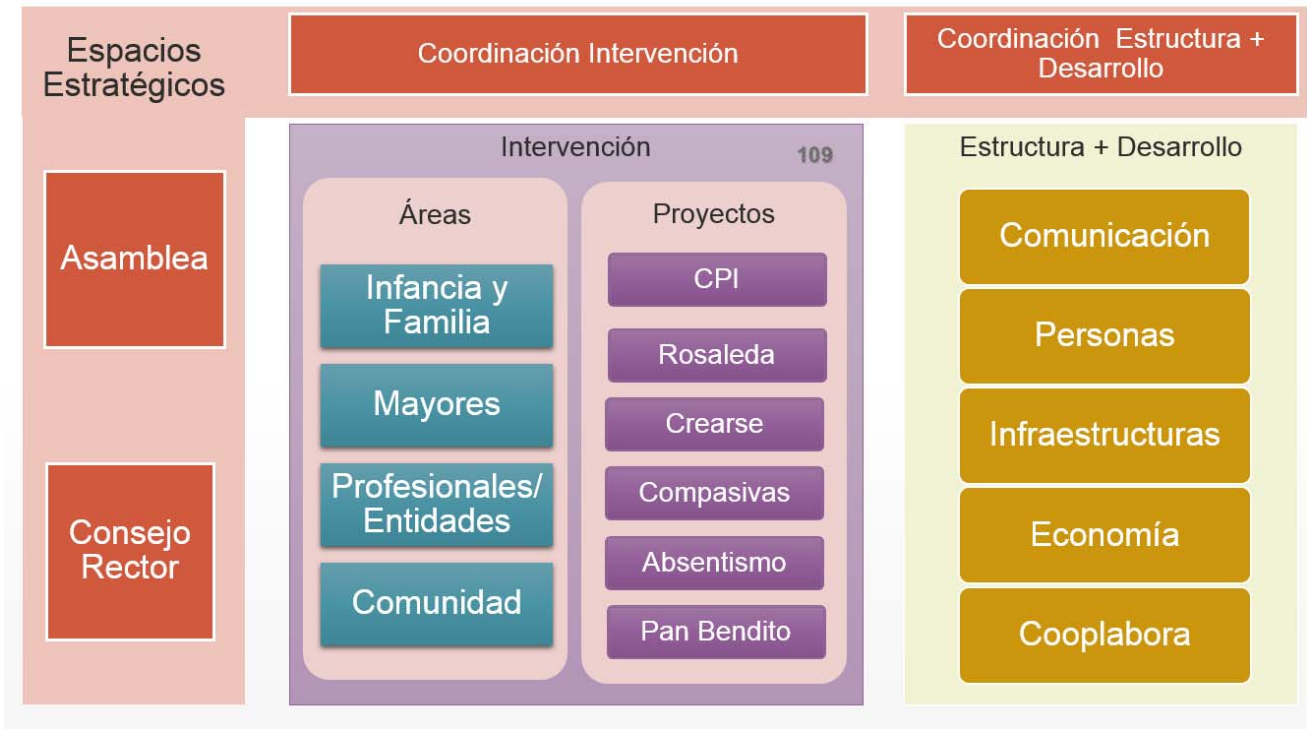 Espacios
Estratégicos
Coordinación Intervención
Coordinación Estructura +
Desarrollo
Asamblea
Consejo
Rector
Intervención
109
Áreas
Infancia y
Familia
Mayores
Profesionales/
Entidades
Comunidad
Proyectos
CPI
Rosaleda
Crearse
Compasivas
Absentismo
Pan Bendito
Estructura + Desarrollo
Comunicación
Personas
Infraestructuras
Economía
Cooplabora